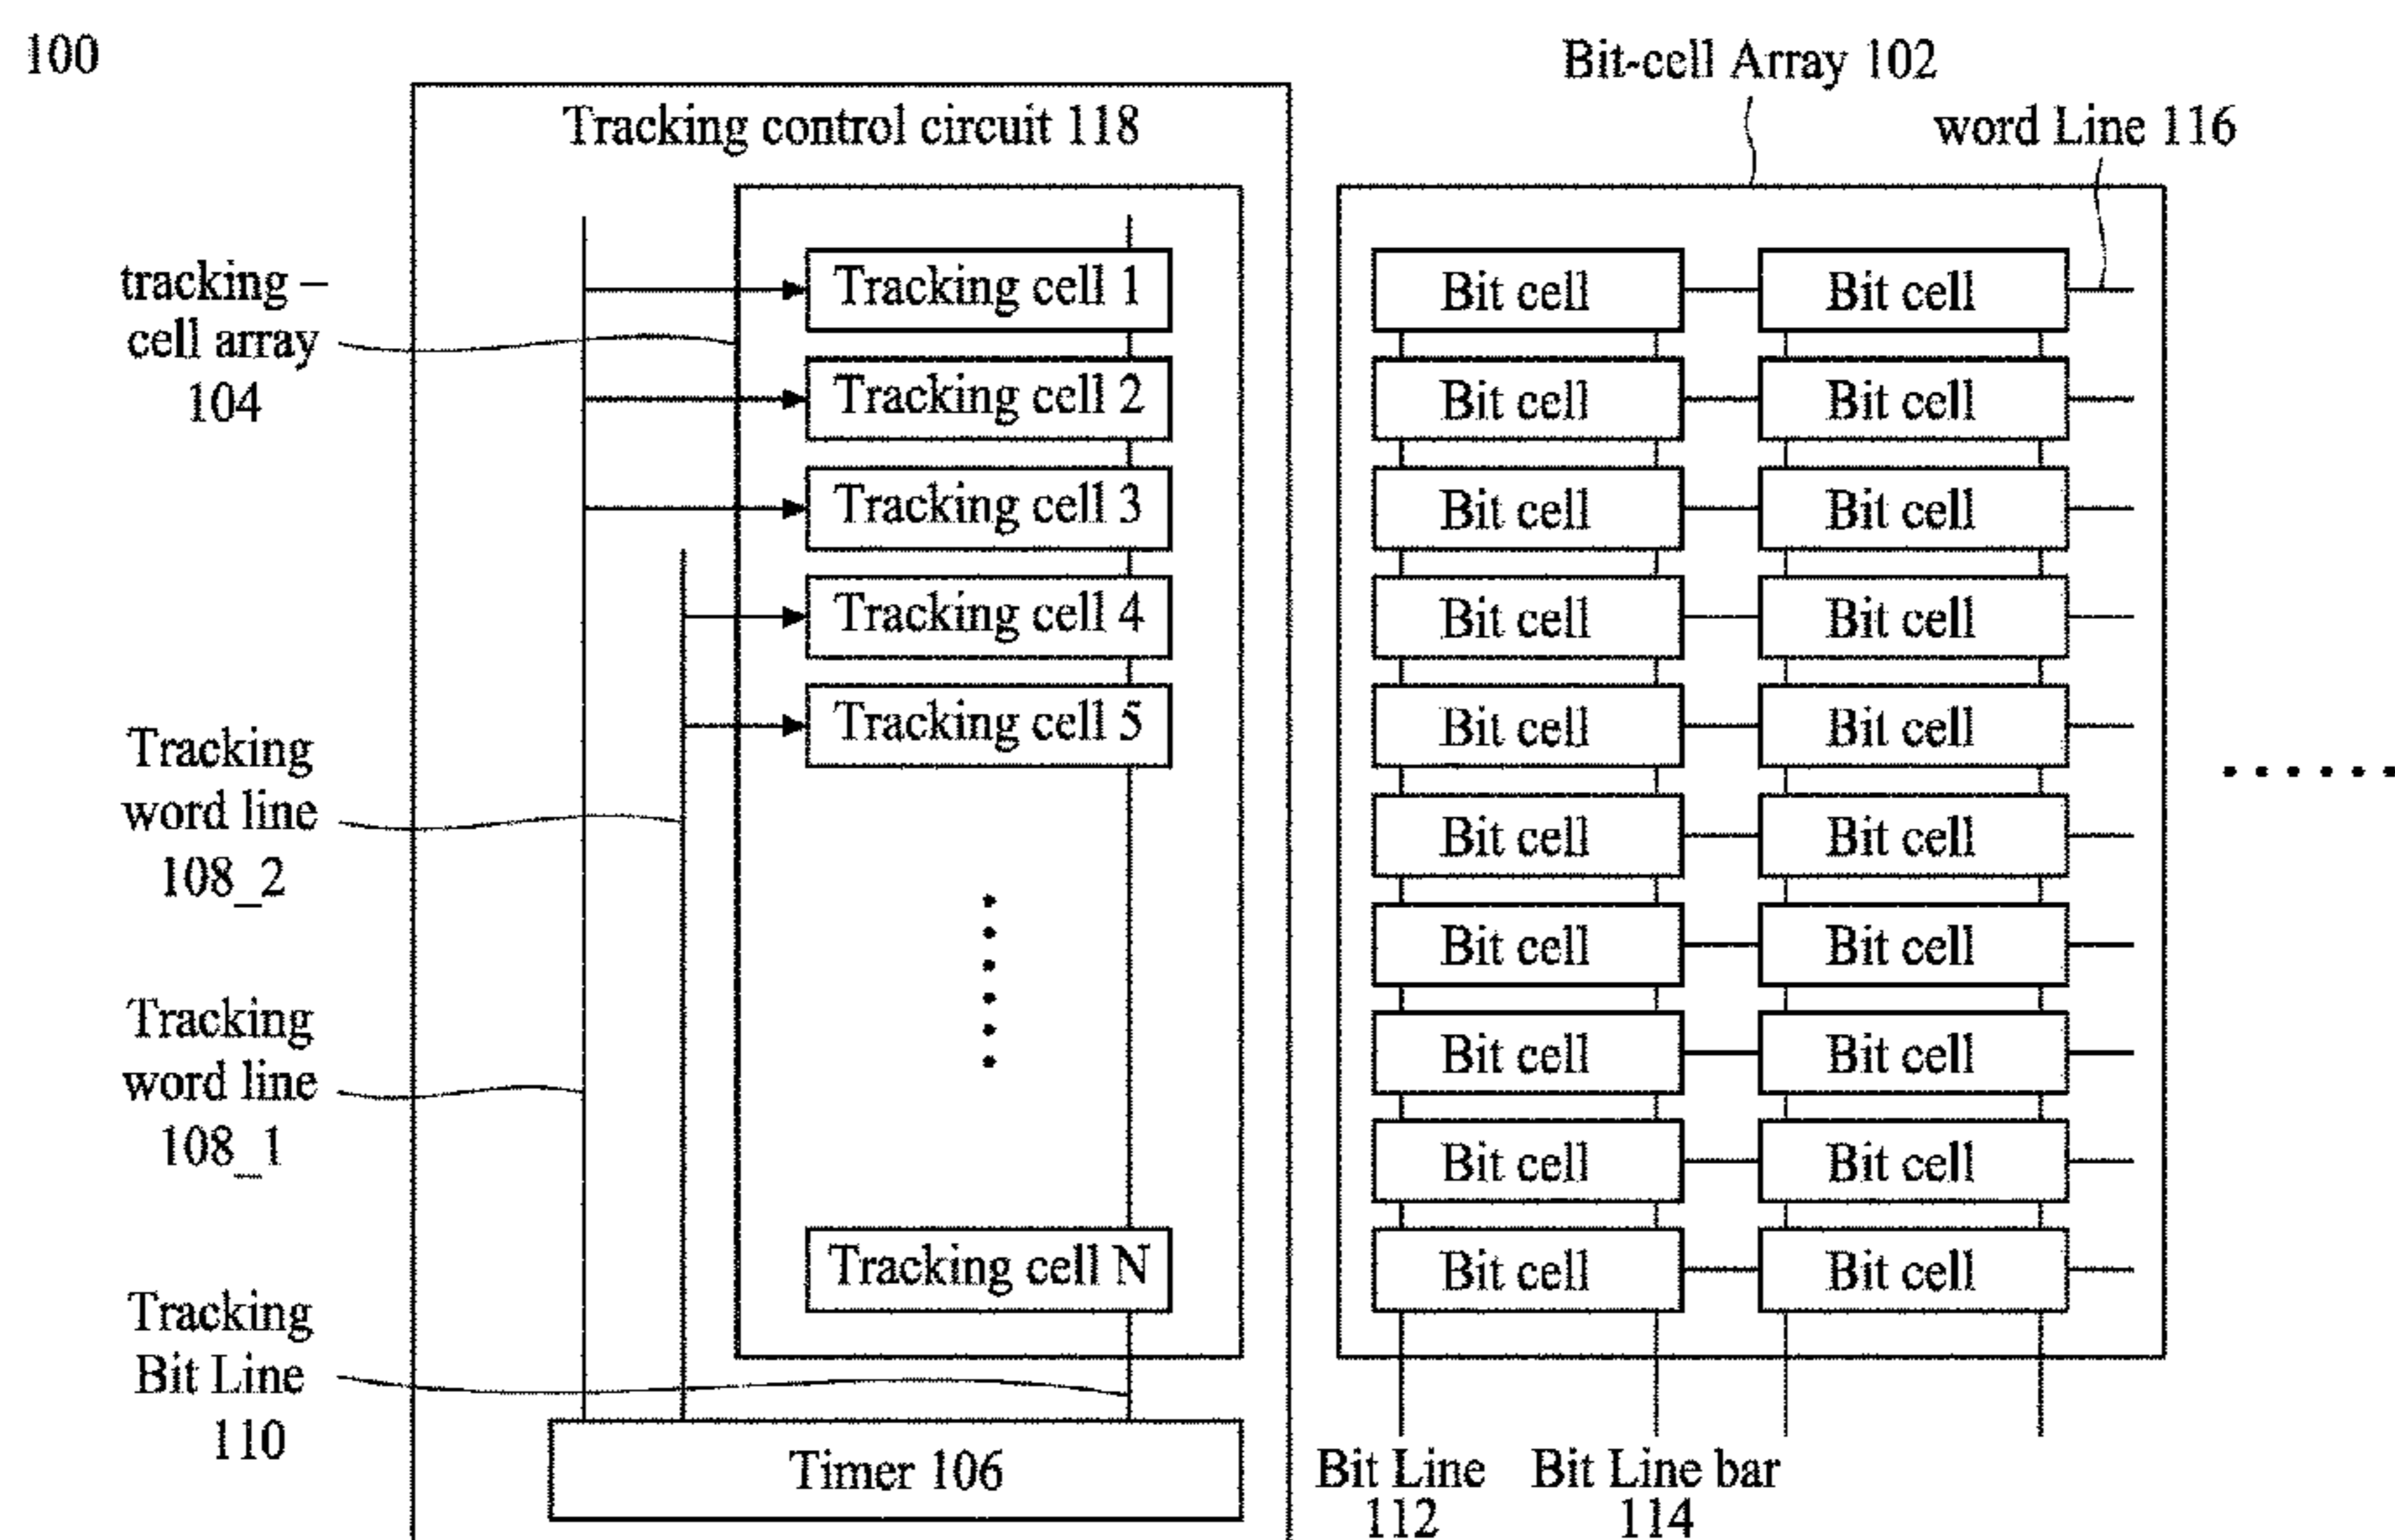 100
Bit-cell Array 102
Tracking control circuit 118
word Line 116
tracking –
cell array
104
Tracking cell 1
Tracking cell 2
Tracking cell 3
Tracking cell 4
Tracking cell 5
Tracking cell N
Tracking
word line
108_2
Tracking
word line
108_1
Tracking
Bit Line
110
Timer 106
Bit cell Bit cell
Bit cell Bit cell
Bit cell Bit cell
Bit cell Bit cell
Bit cell Bit cell
Bit cell Bit cell
Bit cell Bit cell
Bit cell Bit cell
Bit cell Bit cell
Bit cell Bit cell
Bit Line
112
Bit Line bar
114